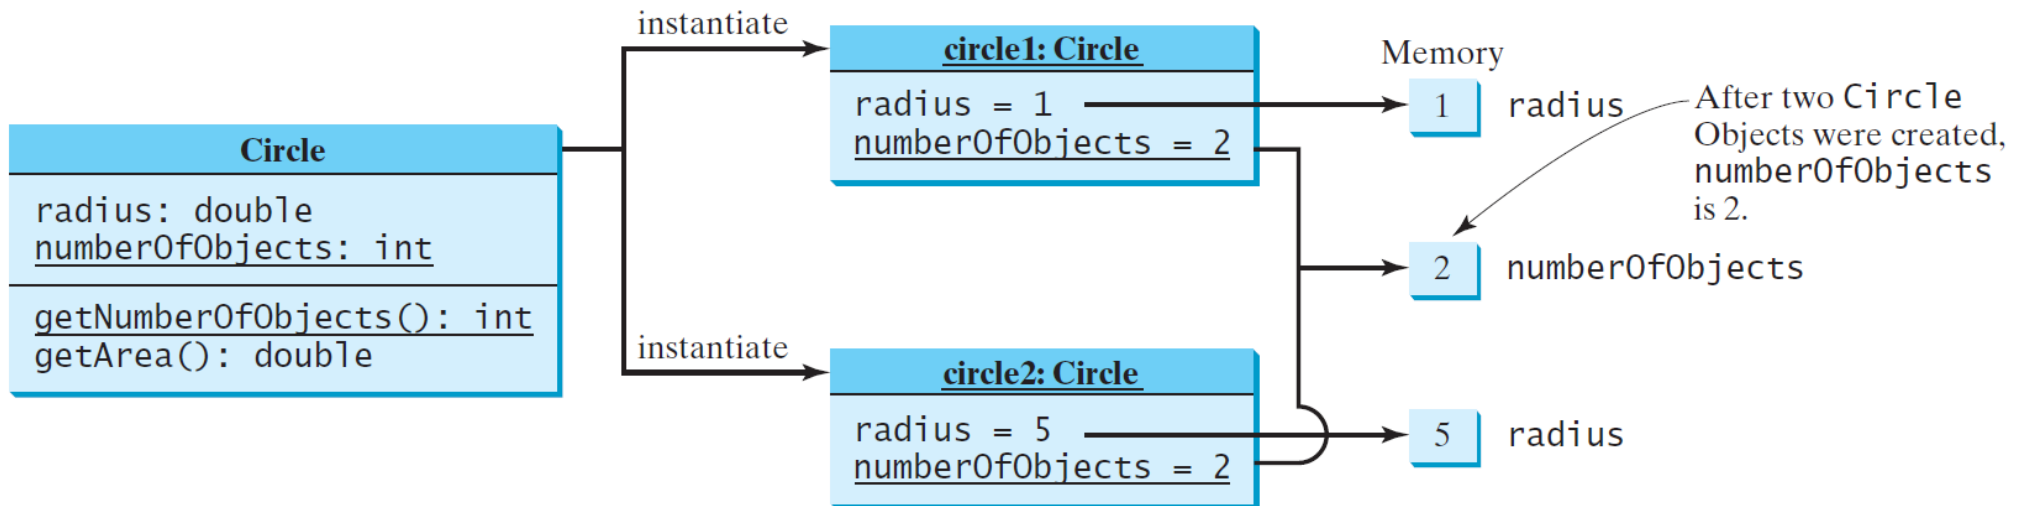 Circle
radius: double
numberOfObjects: int
getNumberOfObjects(): int
getArea(): double
instantiate
circle1: Circle
radius = 1
numberOfObjects = 2
instantiate
circle2: Circle
radius = 5
numberOfObjects = 2
Memory
1 radius
2 numberOfObjects
5 radius
After two Circle
Objects were created,
numberOfObjects
is 2.